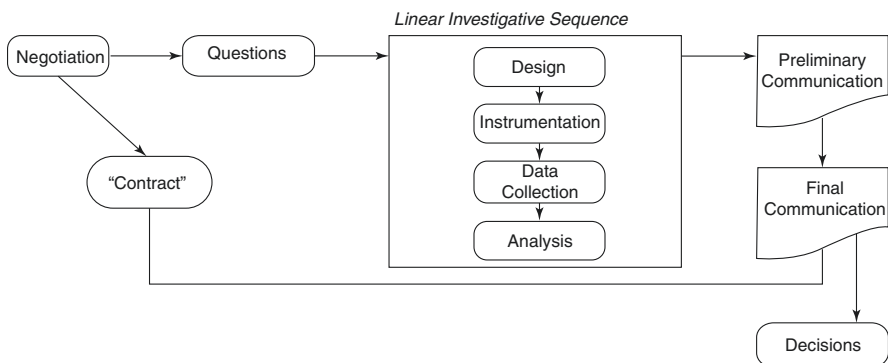 Linear Investigative Sequence
Negotiation
Questions
Design
Instrumentation
Data
Collection
Analysis
Preliminary
Communication
“Contract”
Final
Communication
Decisions